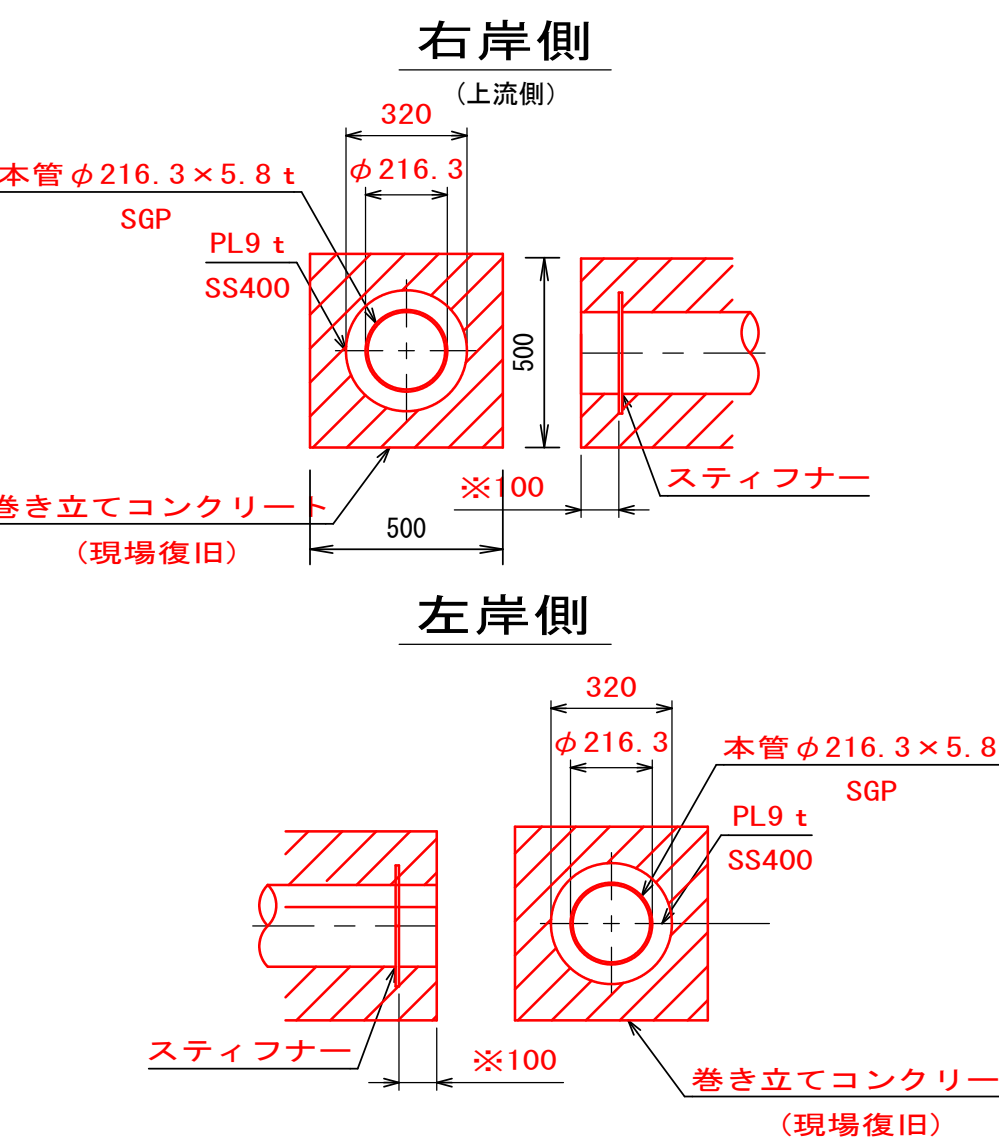 右岸側
(上流側)
320
φ216.3
本管φ216.3×5.8t
SGP
PL9 t
SS400
500
スティフナー
※100
巻き立てコンクリート
(現場復旧)
500
左岸側
320
φ216.3
本管φ216.3×5.8
SGP
PL9 t
SS400
スティフナー
※100
巻き立てコンクリー
(現場復旧)